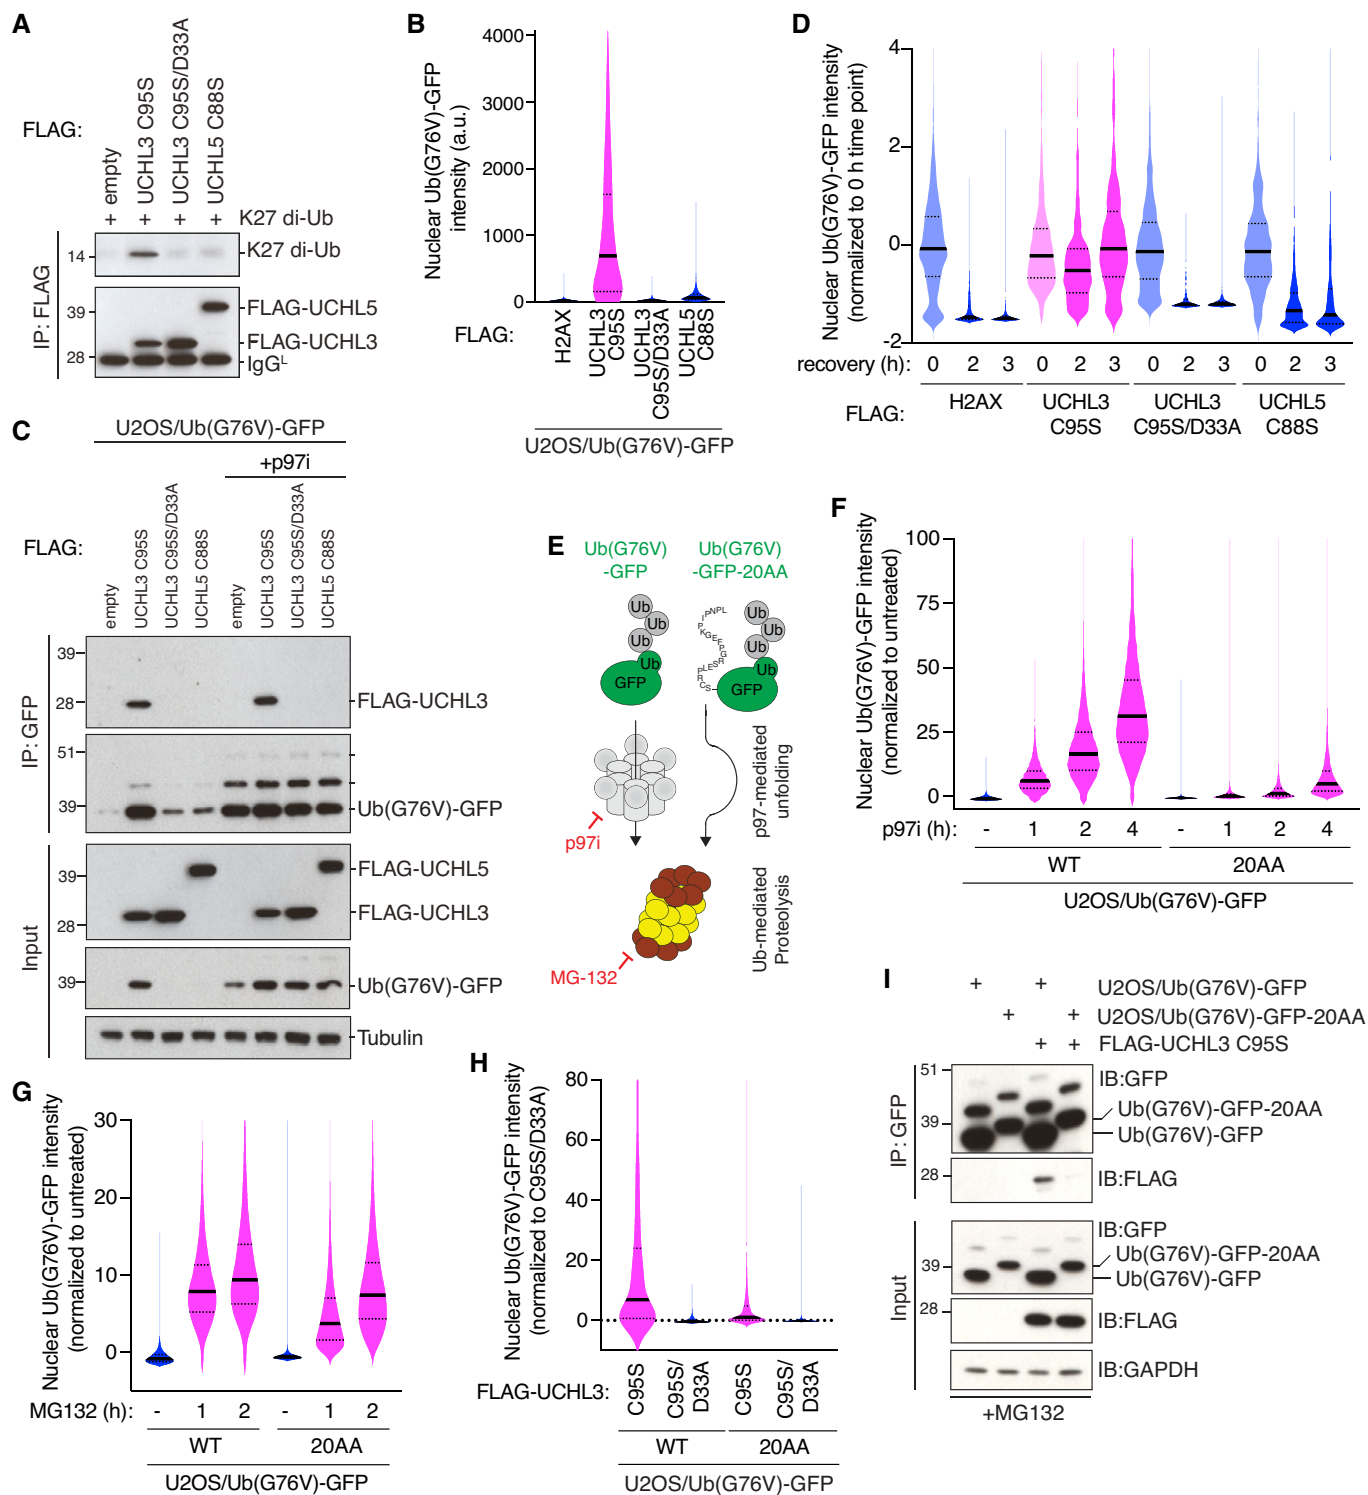 A
FLAG:
empty
UCHL3 C95S
UCHL3 C95S/D33A
UCHL5 C88S
+ + + + K27 di-Ub
IP: FLAG
14
K27 di-Ub
39
28
FLAG-UCHL5
FLAG-UCHL3
IgGᴸ
B
Nuclear Ub(G76V)-GFP
intensity (a.u.)
4000
3000
2000
1000
0
FLAG:
H2AX
UCHL3
C95S
UCHL3
C95S/D33A
UCHL5
C88S
U2OS/Ub(G76V)-GFP
D
Nuclear Ub(G76V)-GFP intensity
(normalized to 0 h time point)
4
2
0
-2
recovery (h): 0 2 3 0 2 3 0 2 3 0 2 3
FLAG:
H2AX
UCHL3
C95S
UCHL3
C95S/D33A
UCHL5
C88S
C
U2OS/Ub(G76V)-GFP
+p97i
FLAG:
empty
UCHL3 C95S
UCHL3 C95S/D33A
UCHL5 C88S
empty
UCHL3 C95S
UCHL3 C95S/D33A
UCHL5 C88S
IP: GFP
39
28
FLAG-UCHL3
51
39
Ub(G76V)-GFP
Input
39
28
FLAG-UCHL5
FLAG-UCHL3
39
Ub(G76V)-GFP
Tubulin
E
Ub(G76V)
-GFP
Ub(G76V)
-GFP-20AA
Ub
Ub
Ub
Ub
GFP
Ub
Ub
Ub
Ub
GFP
p97i
MG-132
p97-mediated
unfolding
Ub-mediated
Proteolysis
F
Nuclear Ub(G76V)-GFP intensity
(normalized to untreated)
100
75
50
25
0
p97i (h): - 1 2 4 - 1 2 4
WT
20AA
U2OS/Ub(G76V)-GFP
G
Nuclear Ub(G76V)-GFP intensity
(normalized to untreated)
30
20
10
0
MG132 (h): - 1 2 - 1 2
WT
20AA
U2OS/Ub(G76V)-GFP
H
Nuclear Ub(G76V)-GFP intensity
(normalized to C95S/D33A)
80
60
40
20
0
FLAG-UCHL3:
C95S
C95S/
D33A
C95S
C95S/
D33A
WT
20AA
U2OS/Ub(G76V)-GFP
I
+ + U2OS/Ub(G76V)-GFP
+ + U2OS/Ub(G76V)-GFP-20AA
+ + FLAG-UCHL3 C95S
IP: GFP
51
39
IB:GFP
Ub(G76V)-GFP-20AA
Ub(G76V)-GFP
28
IB:FLAG
Input
39
IB:GFP
Ub(G76V)-GFP-20AA
Ub(G76V)-GFP
28
IB:FLAG
IB:GAPDH
+MG132